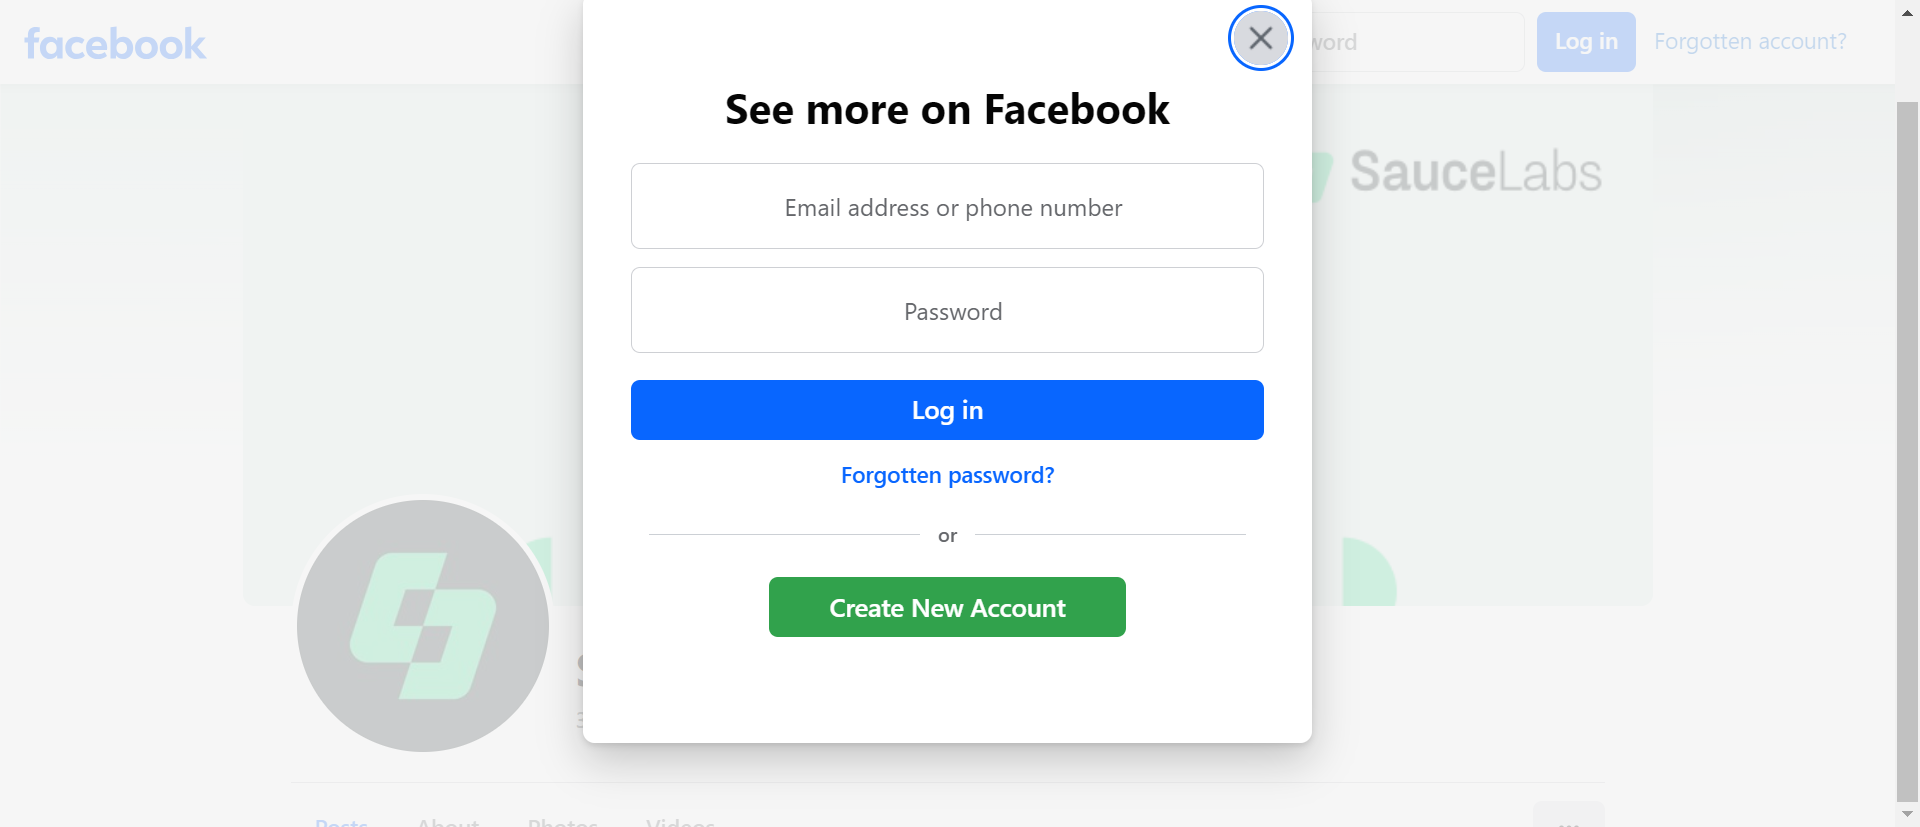 facebook
word
Log in
Forgotten account?
See more on Facebook
SauceLabs
Email address or phone number
Password
Log in
Forgotten password?
or
Create New Account
Posts
About
Photos
Videos